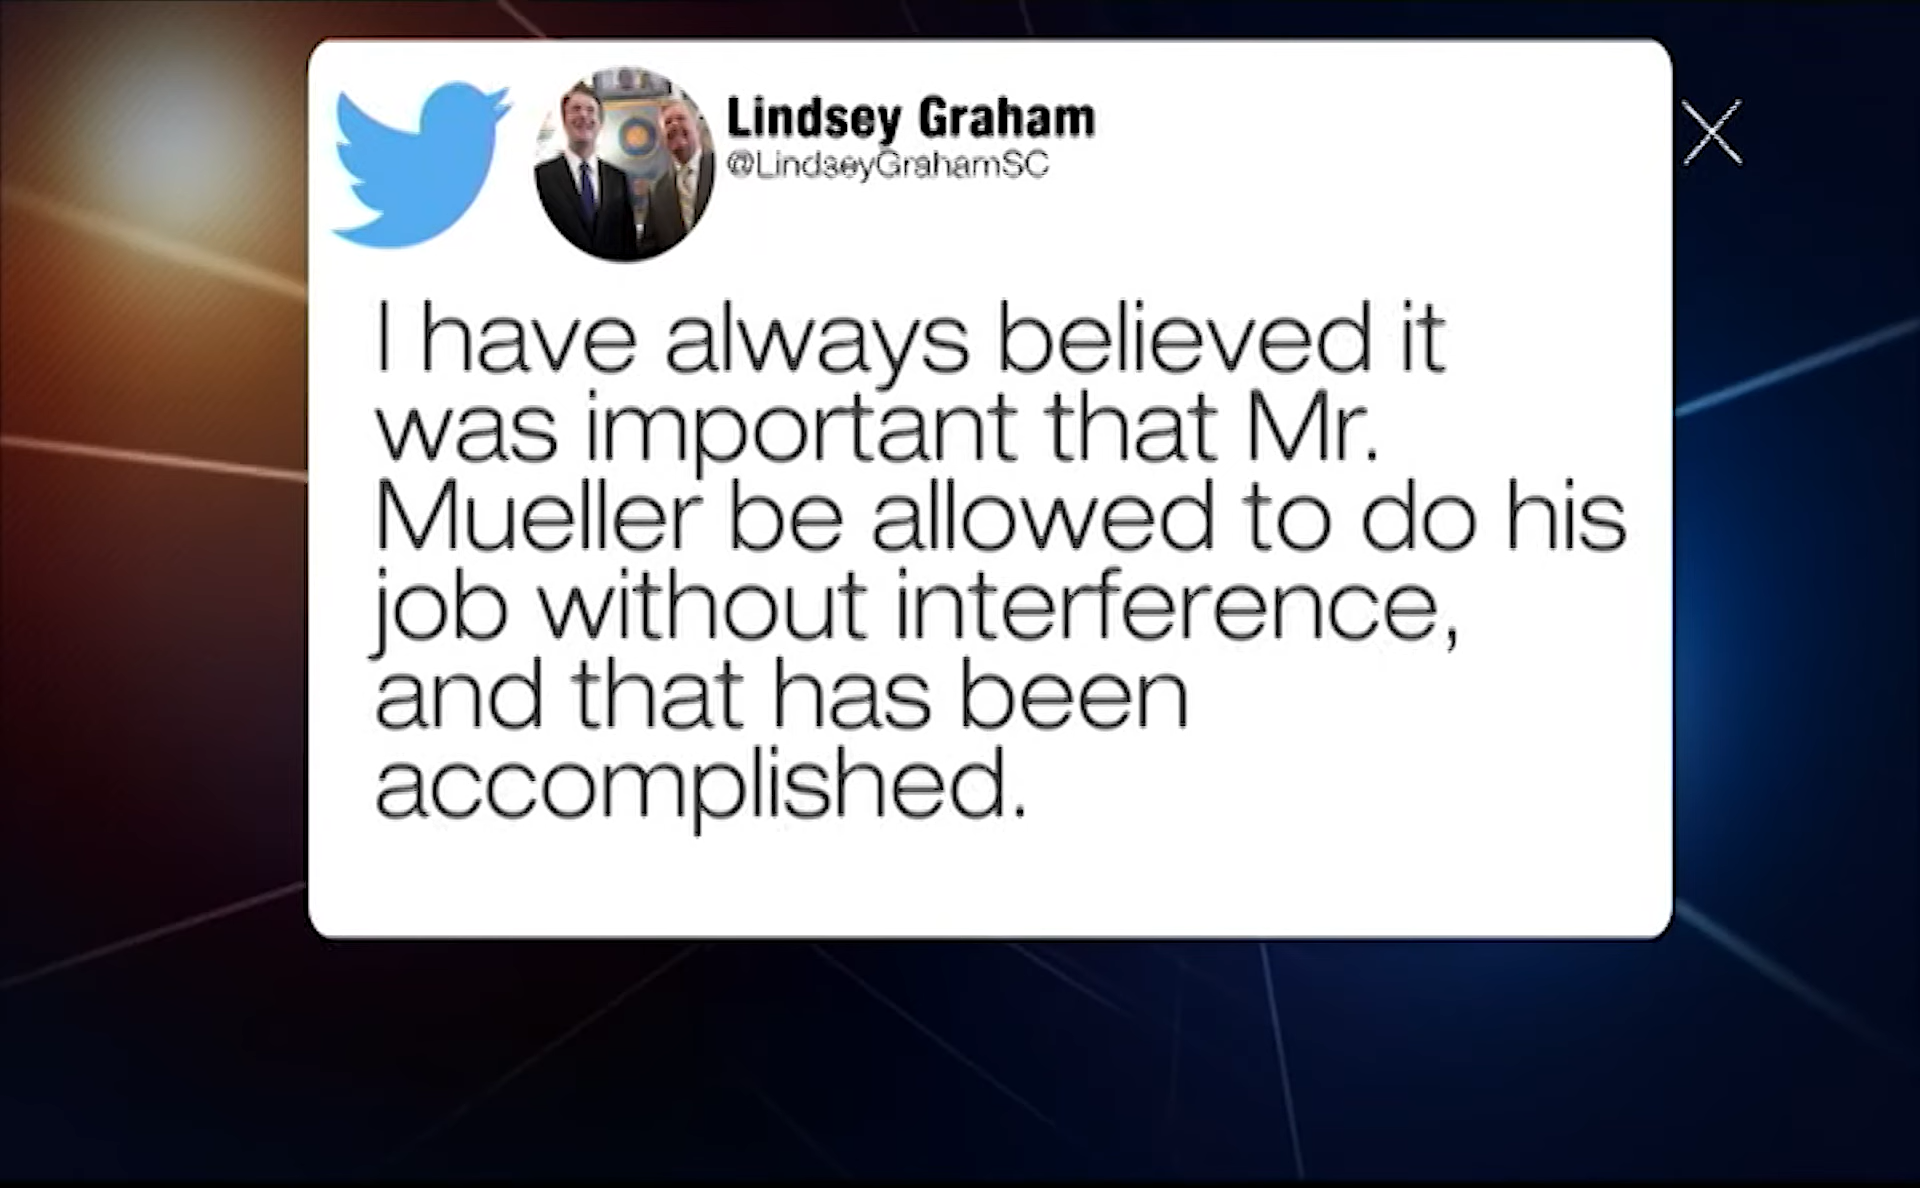 Lindsey Graham
@LindseyGrahamSC
I have always believed it
was important that Mr.
Mueller be allowed to do his
job without interference,
and that has been
accomplished.